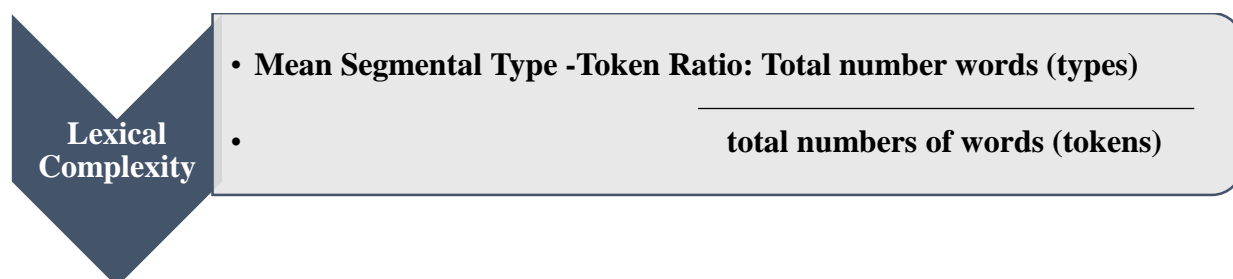 Lexical
Complexity
• Mean Segmental Type -Token Ratio: Total number words (types)
• total numbers of words (tokens)